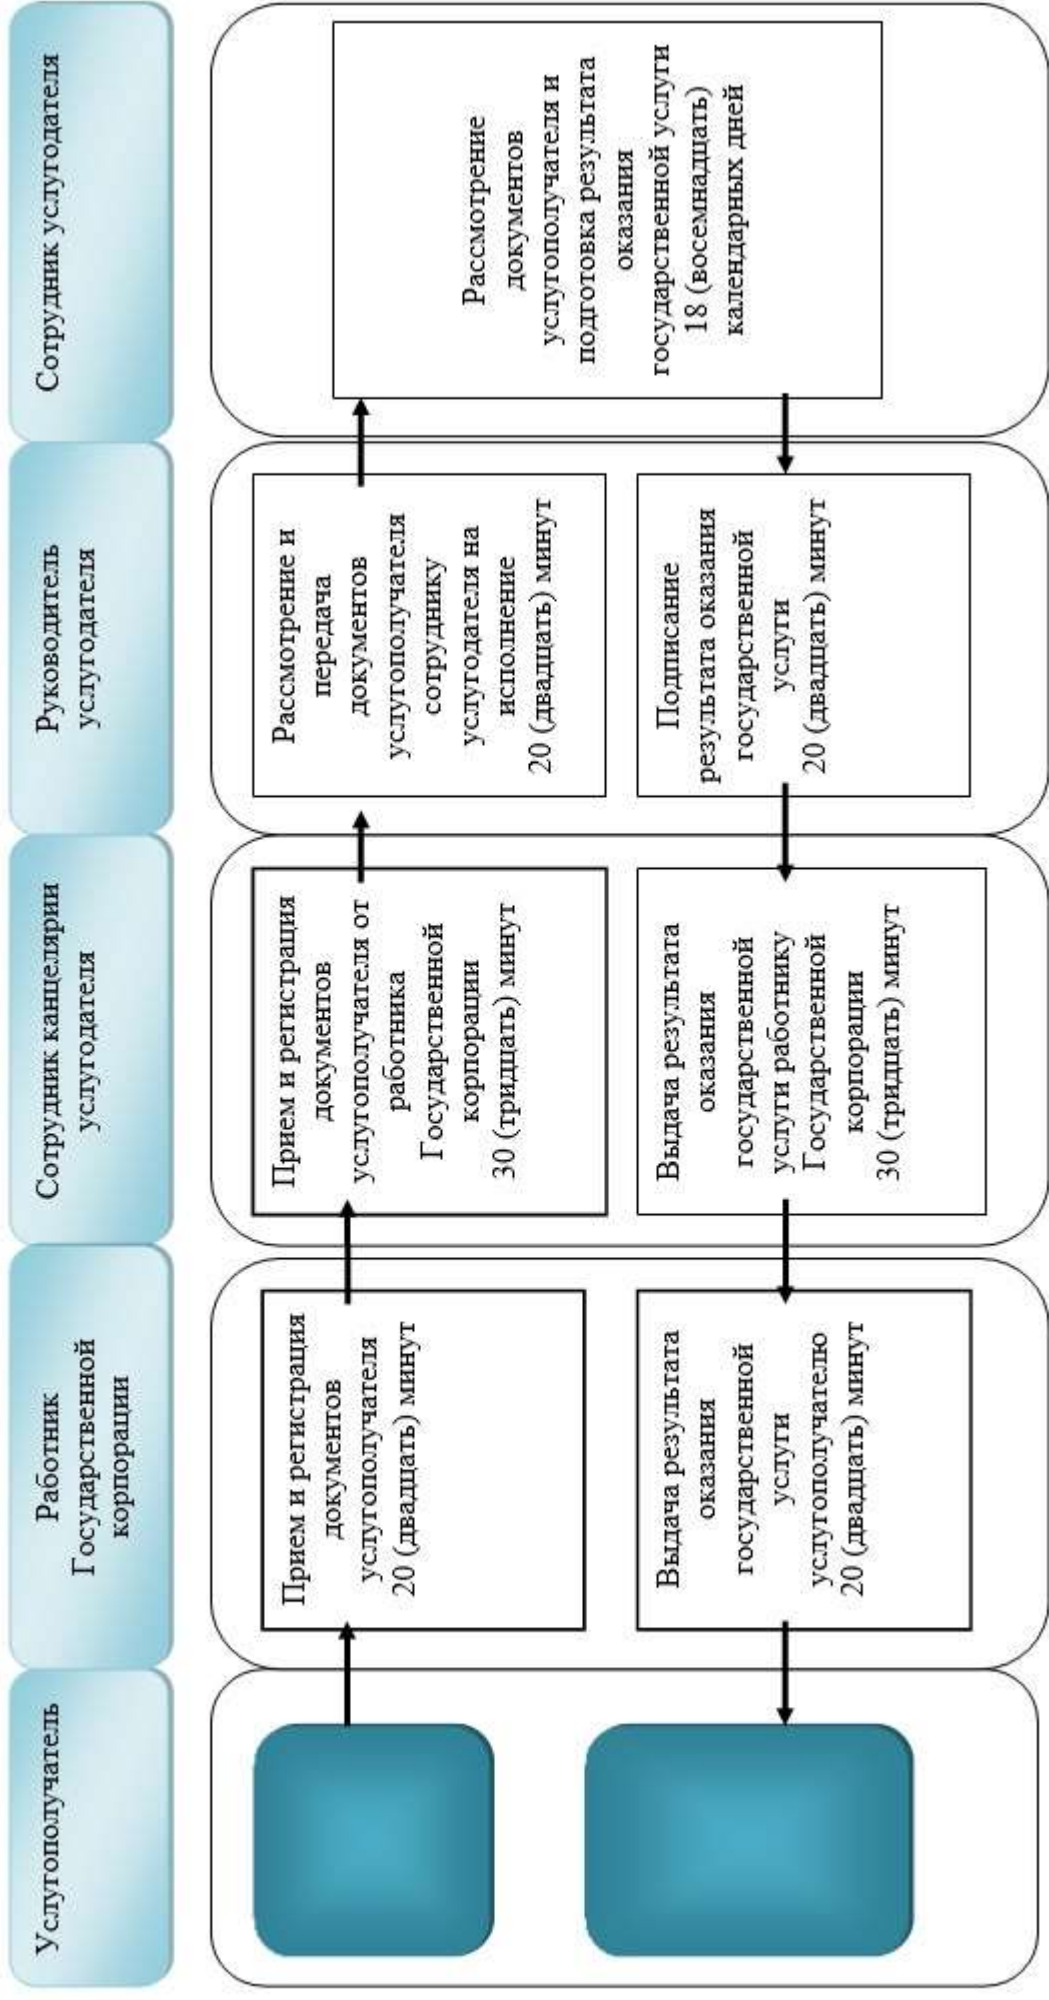 Услугополучатель
Работник
Государственной
корпорации
Сотрудник канцелярии
услугодателя
Руководитель
услугодателя
Сотрудник услугодателя
Прием и регистрация
документов
услугополучателя
20 (двадцать) минут
Прием и регистрация
документов
услугополучателя от
работника
Государственной
корпорации
30 (тридцать) минут
Рассмотрение и
передача
документов
услугополучателя
сотруднику
услугодателя на
исполнение
20 (двадцать) минут
Рассмотрение
документов
услугополучателя и
подготовка результата
оказания
государственной услуги
18 (восемнадцать)
календарных дней
Выдача результата
оказания
государственной
услуги
услугополучателю
20 (двадцать) минут
Выдача результата
оказания
государственной
услуги работнику
Государственной
корпорации
30 (тридцать) минут
Подписание
результата оказания
государственной
услуги
20 (двадцать) минут